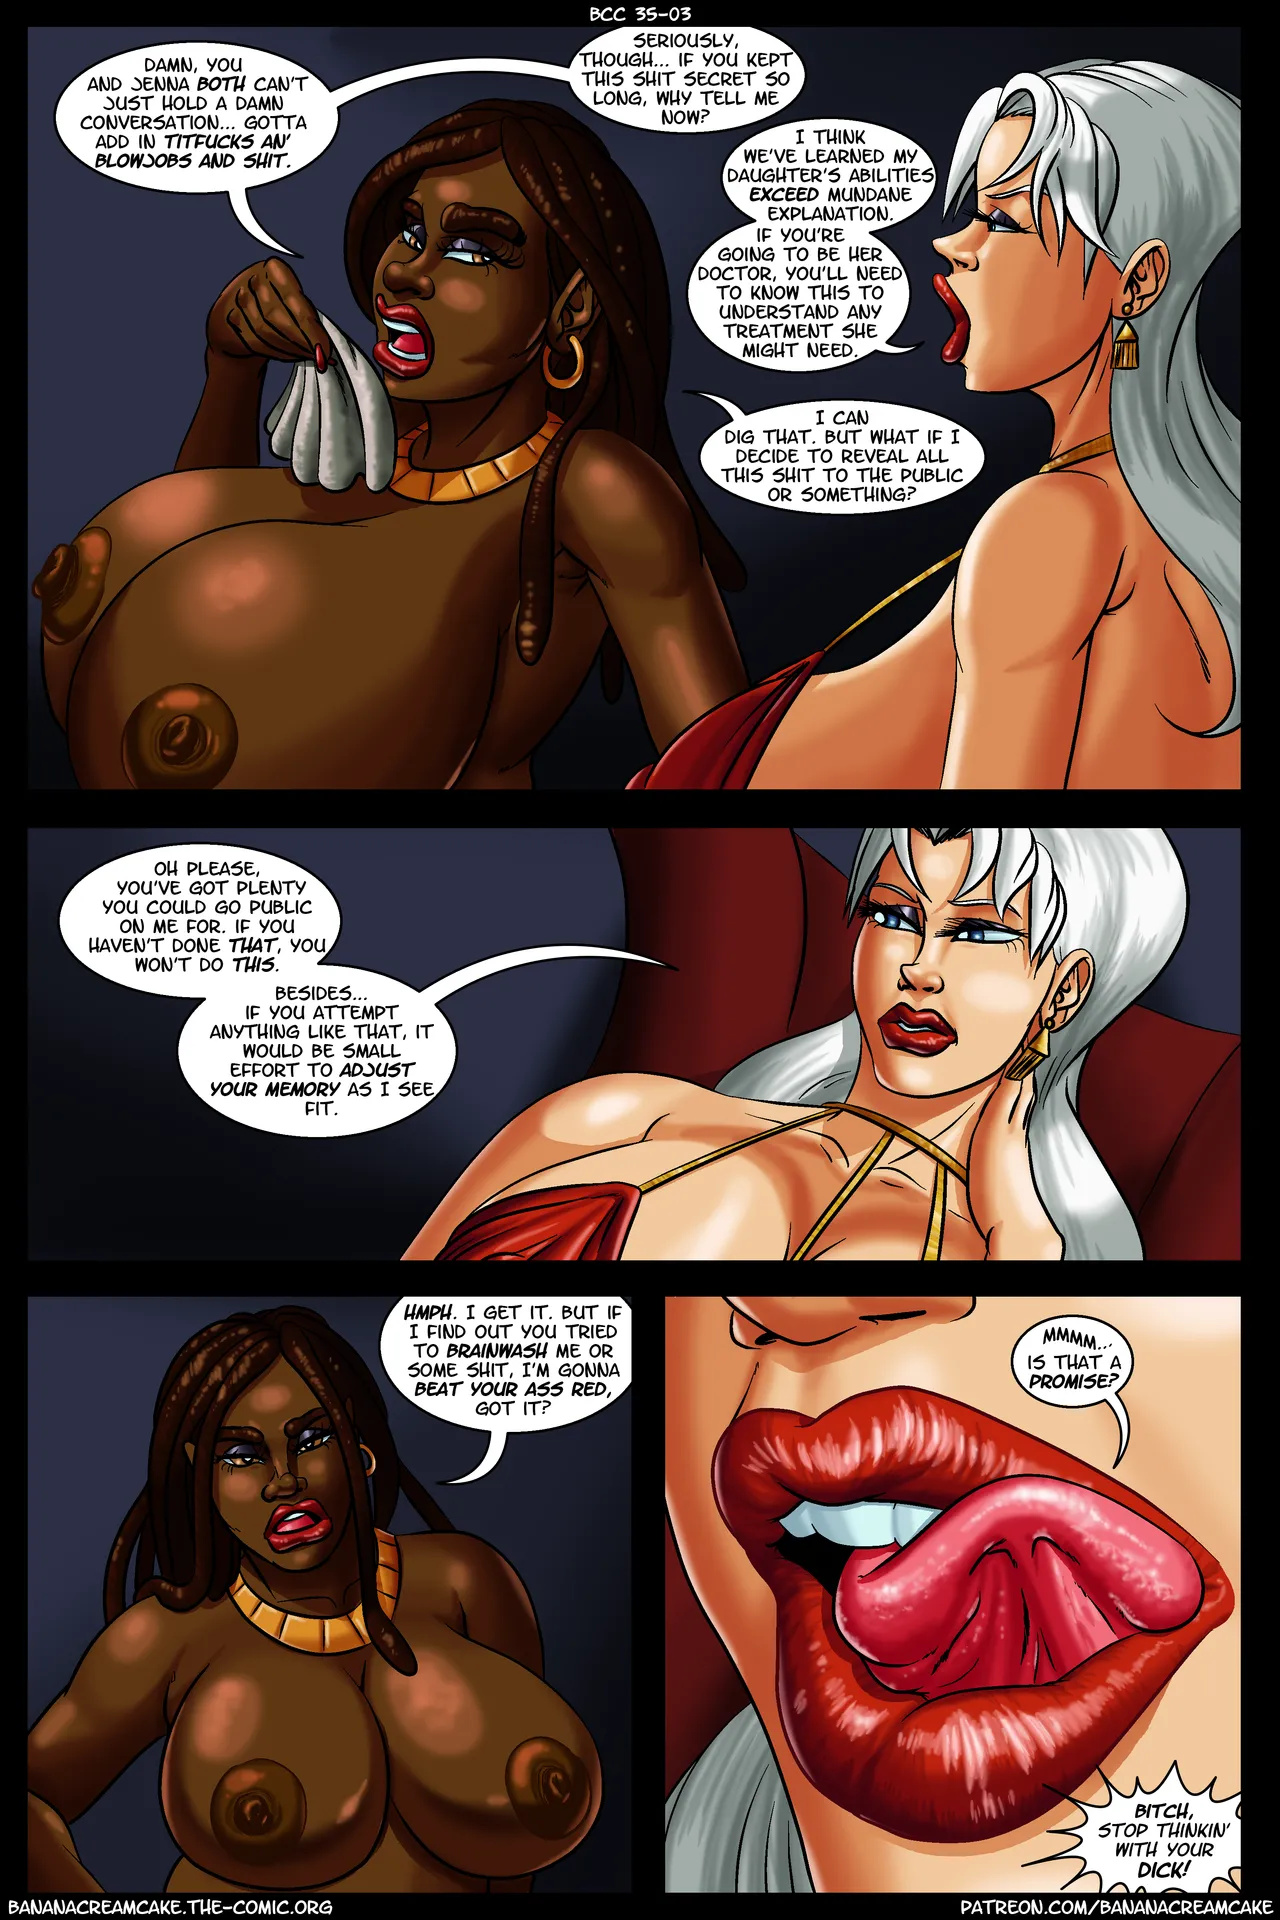 BCC 35-03
DAMN, YOU
AND JENNA BOTH CAN'T
JUST HOLD A DAMN
CONVERSATION... GOTTA
ADD IN TITFUCKS AN'
BLOWJOBS AND SHIT.
SERIOUSLY,
THOUGH... IF YOU KEPT
THIS SHIT SECRET SO
LONG, WHY TELL ME
NOW?
I THINK
WE'VE LEARNED MY
DAUGHTER'S ABILITIES
EXCEED MUNDANE
EXPLANATION.
IF YOU'RE
GOING TO BE HER
DOCTOR, YOU'LL NEED
TO KNOW THIS TO
UNDERSTAND ANY
TREATMENT SHE
MIGHT NEED.
I CAN
DIG THAT. BUT WHAT IF I
DECIDE TO REVEAL ALL
THIS SHIT TO THE PUBLIC
OR SOMETHING?
OH PLEASE,
YOU'VE GOT PLENTY
YOU COULD GO PUBLIC
ON ME FOR. IF YOU
HAVEN'T DONE THAT, YOU
WON'T DO THIS.
BESIDES...
IF YOU ATTEMPT
ANYTHING LIKE THAT, IT
WOULD BE SMALL
EFFORT TO ADJUST
YOUR MEMORY AS I SEE
FIT.
HMPH. I GET IT. BUT IF
I FIND OUT YOU TRIED
TO BRAINWASH ME OR
SOME SHIT, I'M GONNA
BEAT YOUR ASS RED,
GOT IT?
MMMM...
IS THAT A
PROMISE?
BITCH,
STOP THINKIN'
WITH YOUR
DICK!
BANANACREAMCAKE.THE-COMIC.ORG
PATREON.COM/BANANACREAMCAKE